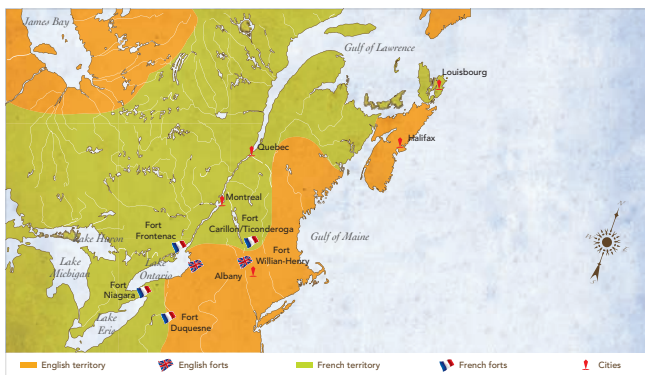 James Bay
Gulf of Lawrence
Louisbourg
Halifax
Quebec
Montreal
Fort
Carillon/Ticonderoga
Fort
Frontenac
Lake Huron
Gulf of Maine
Fort
Willian-Henry
Lake
Michigan
Lake
Ontario
Albany
Fort
Niagara
Lake
Erie
Fort
Duquesne
English territory
English forts
French territory
French forts
Cities